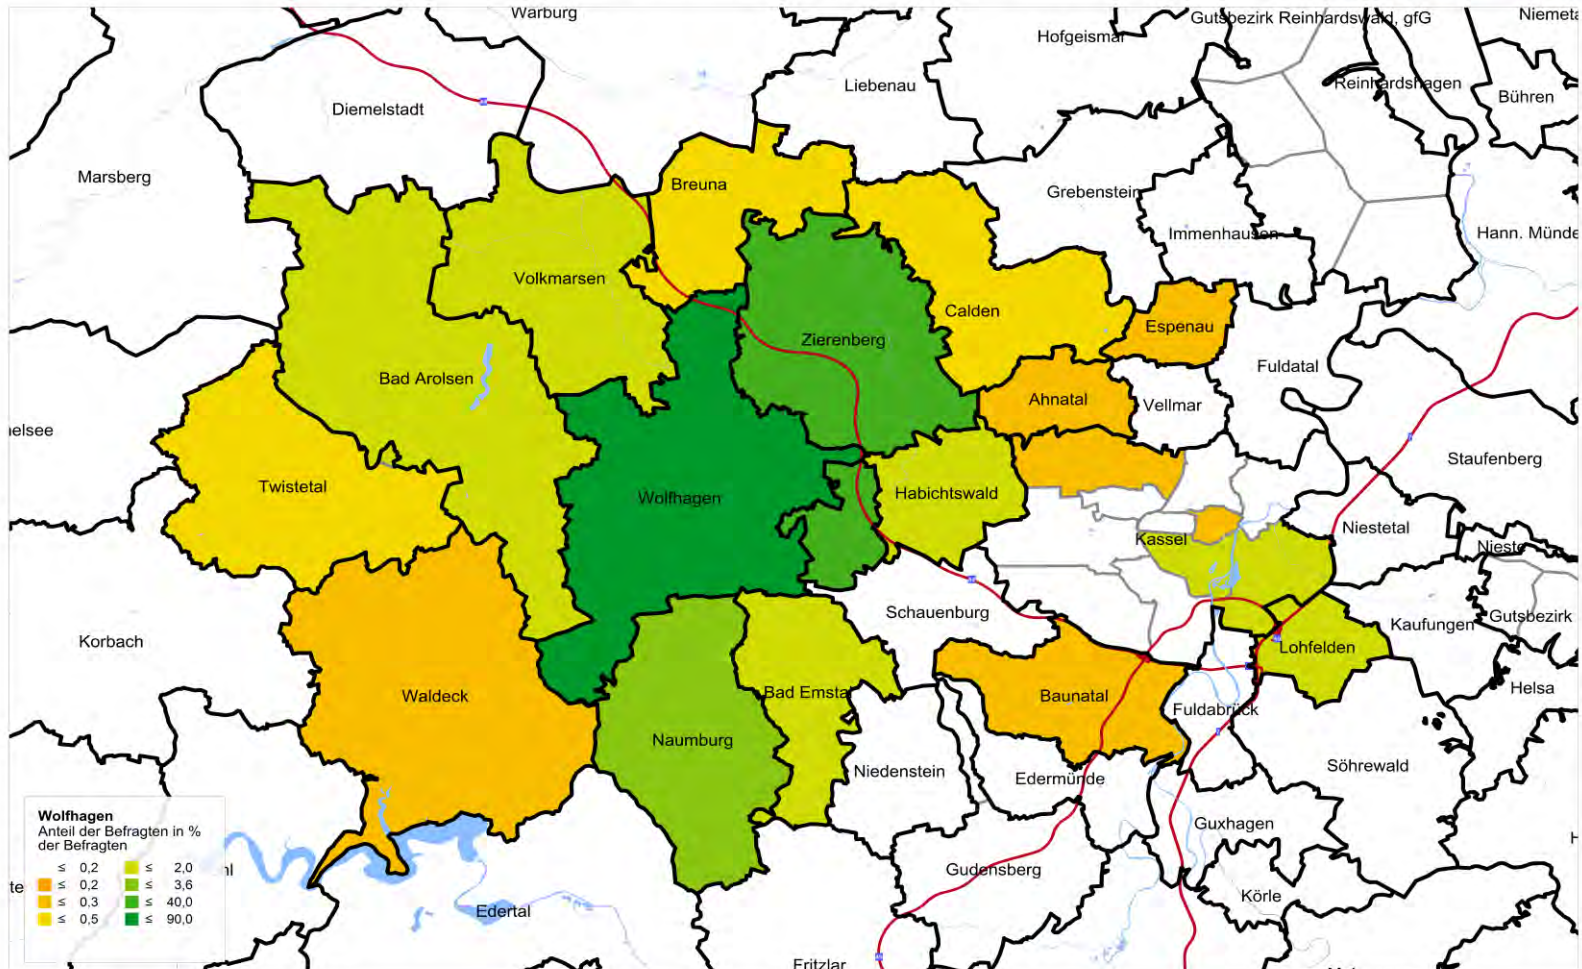 Warburg
Gutsbezirk Reinhardswald, gfG
Hofgeismar
Liebenau
Reinhardshagen
Bühren
Diemelstadt
Marsberg
Breuna
Grebenstein
Immenhausen
Hann. Münde
Volkmarsen
Calden
Espenau
Zierenberg
Fuldatal
Bad Arolsen
Ahnatal
Vellmar
elsee
Staufenberg
Twistetal
Wolfhagen
Habichtswald
Niestetal
Kassel
Nieste
Schauenburg
Gutsbezirk
Kaufungen
Korbach
Lohfelden
Helsa
Waldeck
Bad Emsta
Baunatal
Fuldabrück
Naumburg
Niedenstein
Edermünde
Söhrewald
Guxhagen
Gudensberg
Körle
Edertal
Fritzlar
Wolfhagen
Anteil der Befragten in %
der Befragten
≤ 0,2 ≤ 2,0
≤ 0,2 ≤ 3,6
≤ 0,3 ≤ 40,0
≤ 0,5 ≤ 90,0